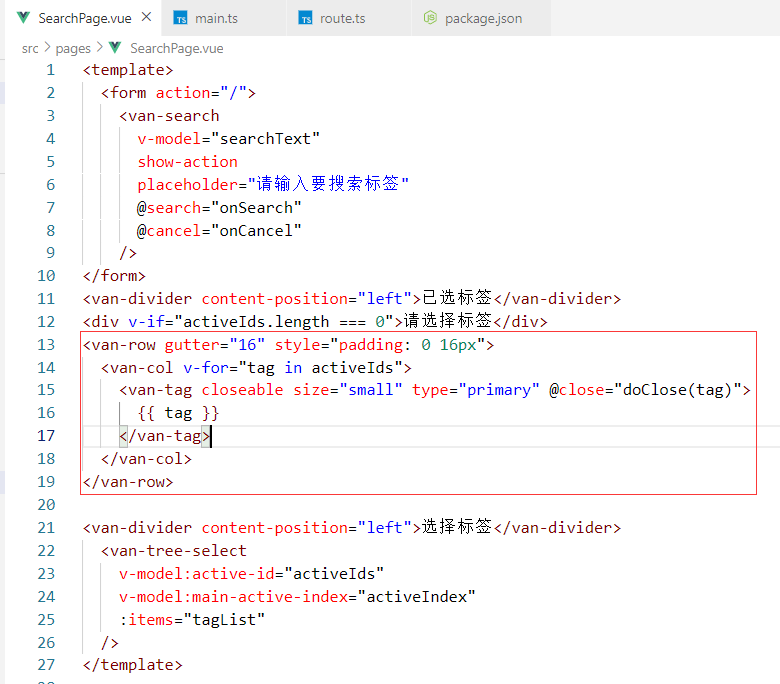 SearchPage.vue × TS main.ts TS route.ts JS package.json
src > pages > SearchPage.vue
1 <template>
2 <form action="/">
3 <van-search
4 v-model="searchText"
5 show-action
6 placeholder="请输入要搜索标签"
7 @search="onSearch"
8 @cancel="onCancel"
9 />
10 </form>
11 <van-divider content-position="left">已选标签</van-divider>
12 <div v-if="activeIds.length === 0">请选择标签</div>
13 <van-row gutter="16" style="padding: 0 16px">
14 <van-col v-for="tag in activeIds">
15 <van-tag closeable size="small" type="primary" @close="doClose(tag)">
16 {{ tag }}
17 </van-tag>
18 </van-col>
19 </van-row>
20
21 <van-divider content-position="left">选择标签</van-divider>
22 <van-tree-select
23 v-model:active-id="activeIds"
24 v-model:main-active-index="activeIndex"
25 :items="tagList"
26 />
27 </template>